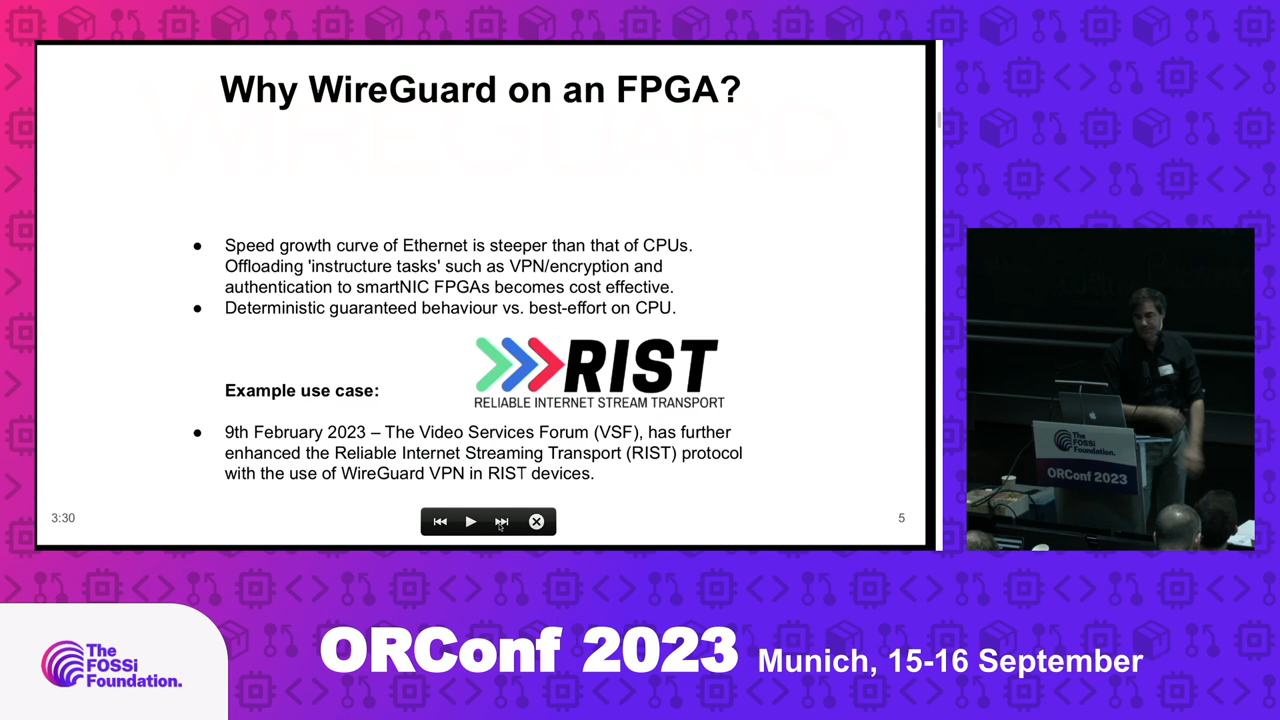 Why WireGuard on an FPGA?
● Speed growth curve of Ethernet is steeper than that of CPUs.
Offloading 'instructure tasks' such as VPN/encryption and
authentication to smartNIC FPGAs becomes cost effective.
● Deterministic guaranteed behaviour vs. best-effort on CPU.
RIST
RELIABLE INTERNET STREAM TRANSPORT
Example use case:
● 9th February 2023 – The Video Services Forum (VSF), has further
enhanced the Reliable Internet Streaming Transport (RIST) protocol
with the use of WireGuard VPN in RIST devices.
3:30
5
The
FOSSi
Foundation.
ORConf 2023
The
FOSSi
Foundation.
ORConf 2023
Munich, 15-16 September